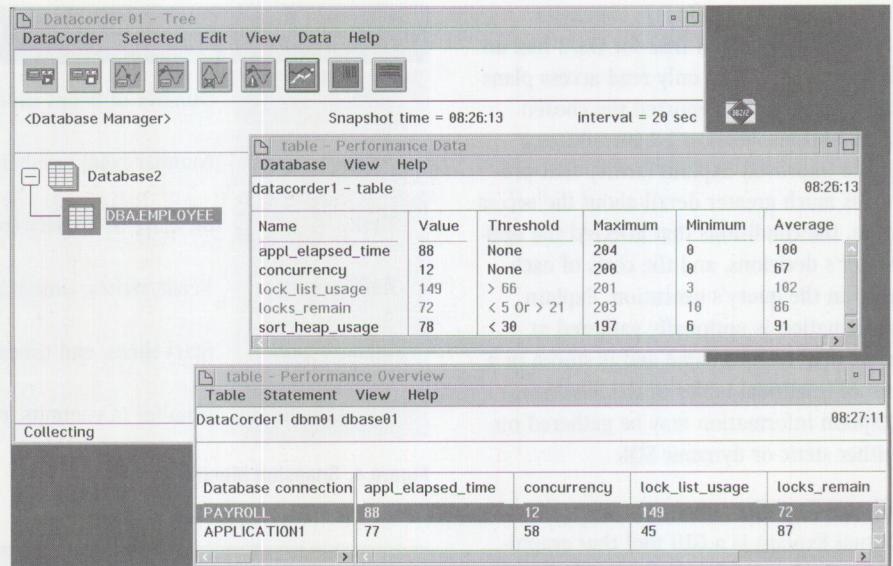 Datacorder 01 - Tree
DataCorder Selected Edit View Data Help
<Database Manager> Snapshot time = 08:26:13 interval = 20 sec
DB2/2
Database2
DBA.EMPLOYEE
table - Performance Data
Database View Help
datacorder1 - table 08:26:13
Name Value Threshold Maximum Minimum Average
appl_elapsed_time 88 None 204 0 100
concurrency 12 None 200 7 67
lock_list_usage 149 > 66 201 3 102
locks_remain 72 < 5 Or > 21 203 10 86
sort_heap_usage 78 < 30 197 6 91
table - Performance Overview
Table Statement View Help
DataCorder1 dbm01 dbase01 08:27:11
Collecting
Database connection appl_elapsed_time concurrency lock_list_usage locks_remain
PAYROLL 88 12 149 72
APPLICATION1 77 58 45 87